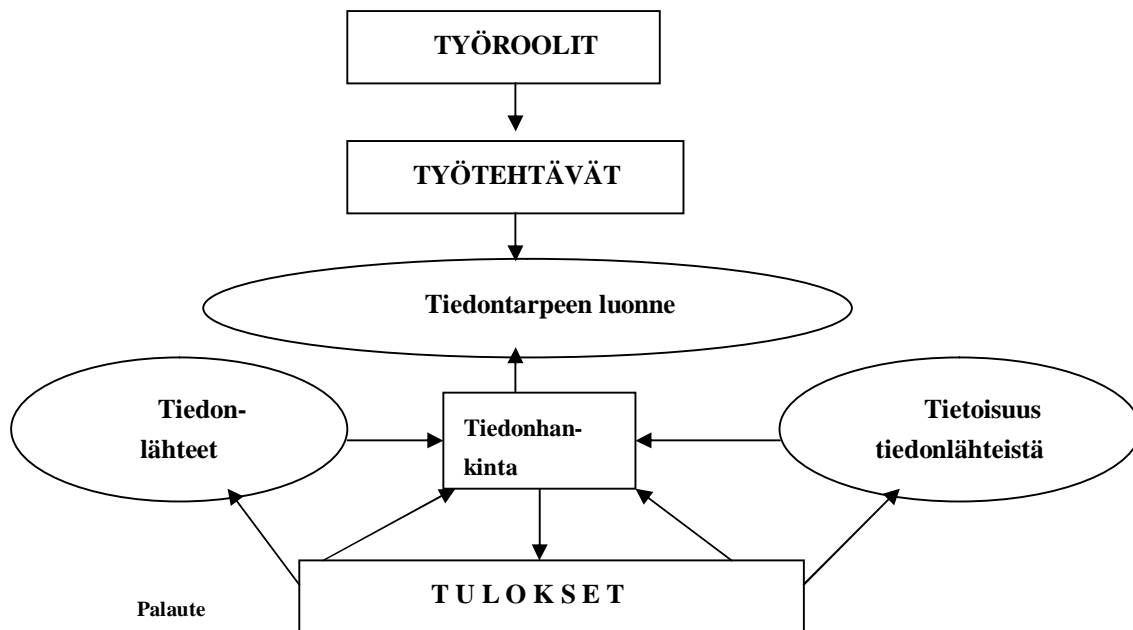 TYÖROOLIT
TYÖTEHTÄVÄT
Tiedontarpeen luonne
Tiedon-
lähteet
Tiedonhan-
kinta
Tietoisuus
tiedonlähteistä
T U L O K S E T
Palaute